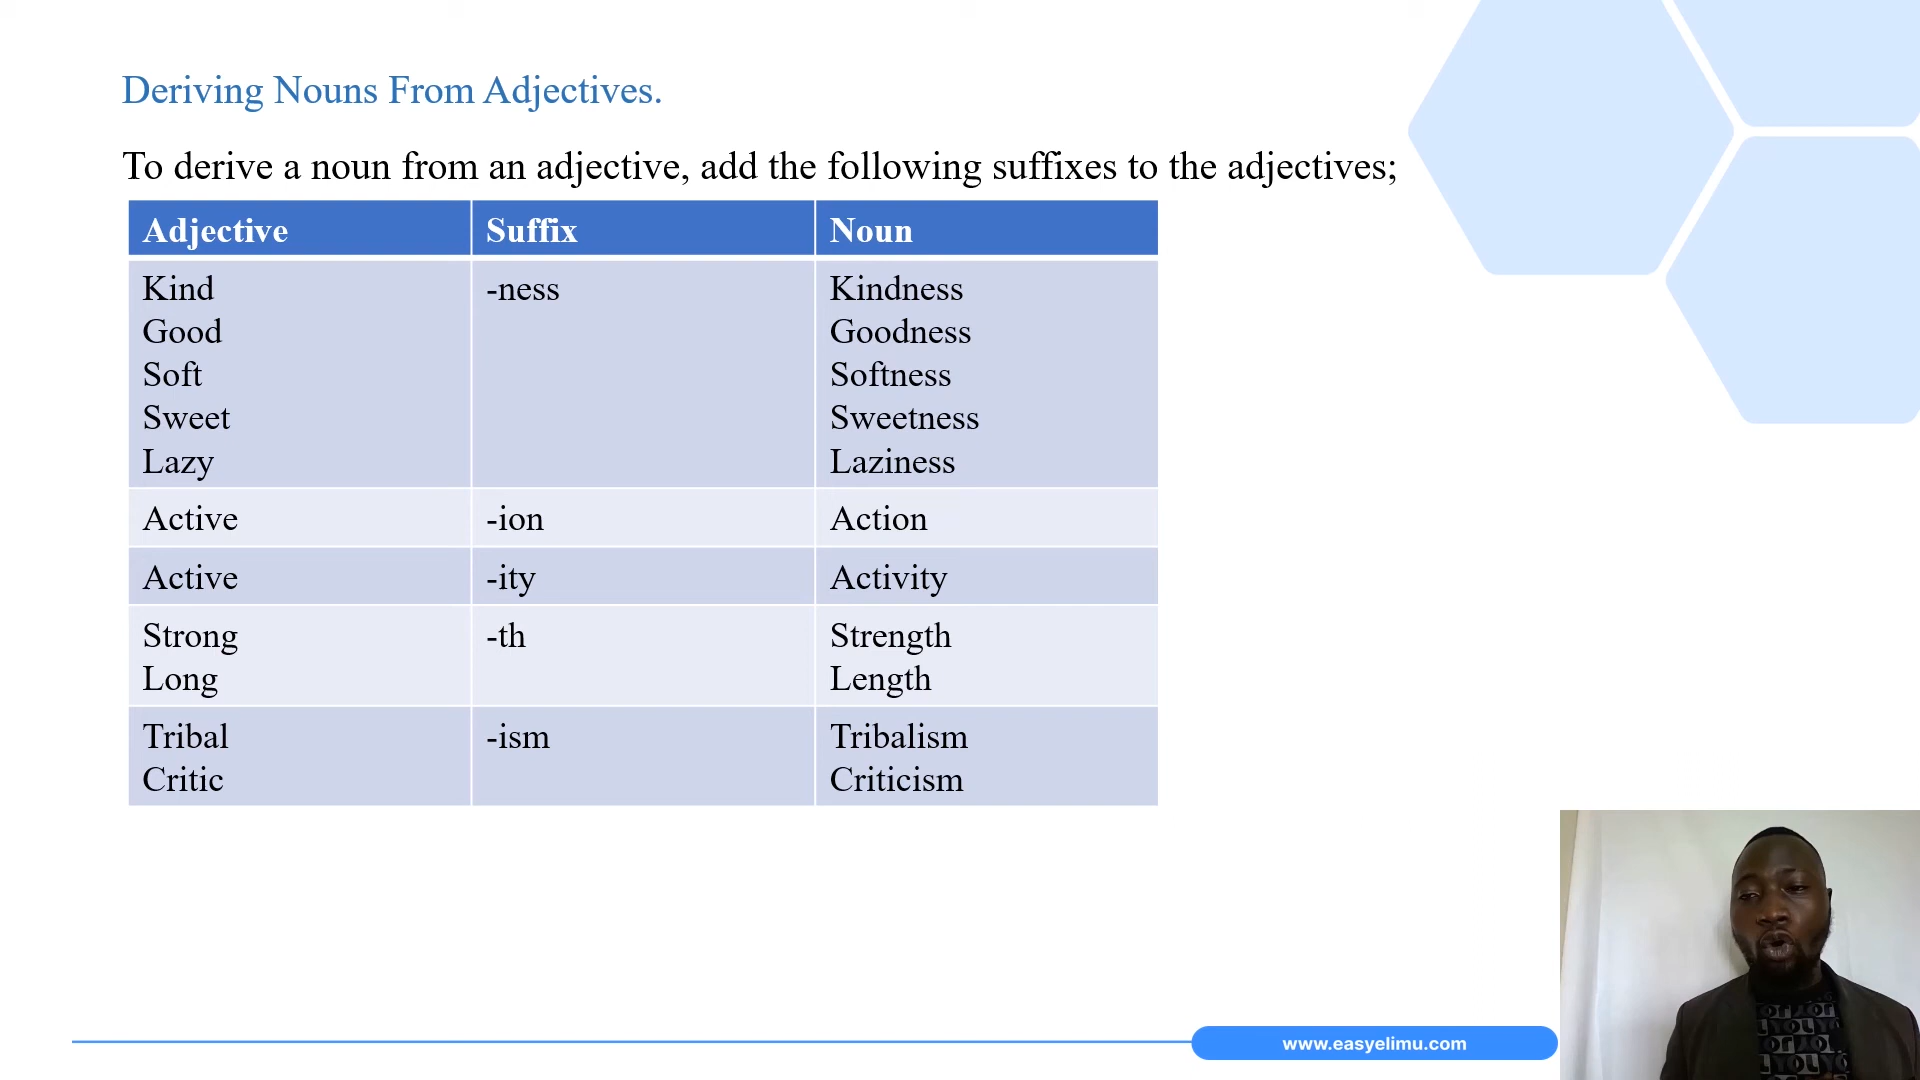 Deriving Nouns From Adjectives.
To derive a noun from an adjective, add the following suffixes to the adjectives;
Adjective Suffix Noun
Kind -ness Kindness
Good Goodness
Soft Softness
Sweet Sweetness
Lazy Laziness
Active -ion Action
Active -ity Activity
Strong -th Strength
Long Length
Tribal -ism Tribalism
Critic Criticism
www.easyelimu.com